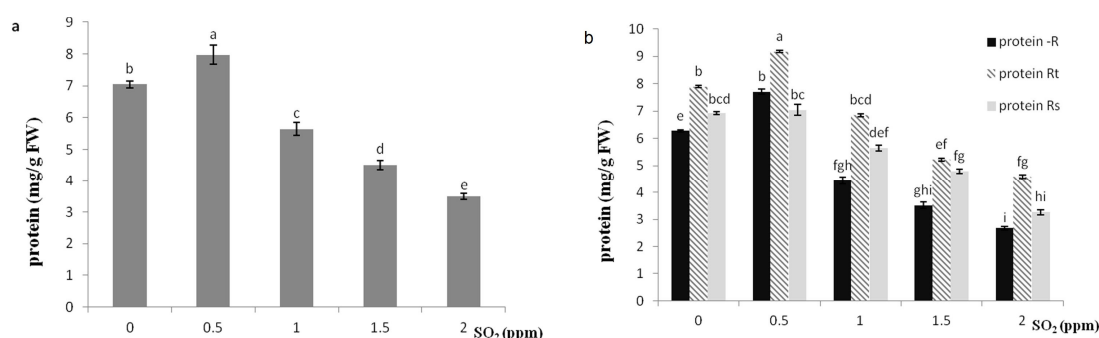 a
protein (mg/g FW)
9
8
7
6
5
4
3
2
1
0
b
a
c
d
e
0 0.5 1 1.5 2 SO2 (ppm)
b
protein (mg/g FW)
10
9
8
7
6
5
4
3
2
1
0
e b bcd
b a bc
fgh bcd def
ghi ef fg
i fg hi
0 0.5 1 1.5 2 SO2 (ppm)
protein -R
protein Rt
protein Rs